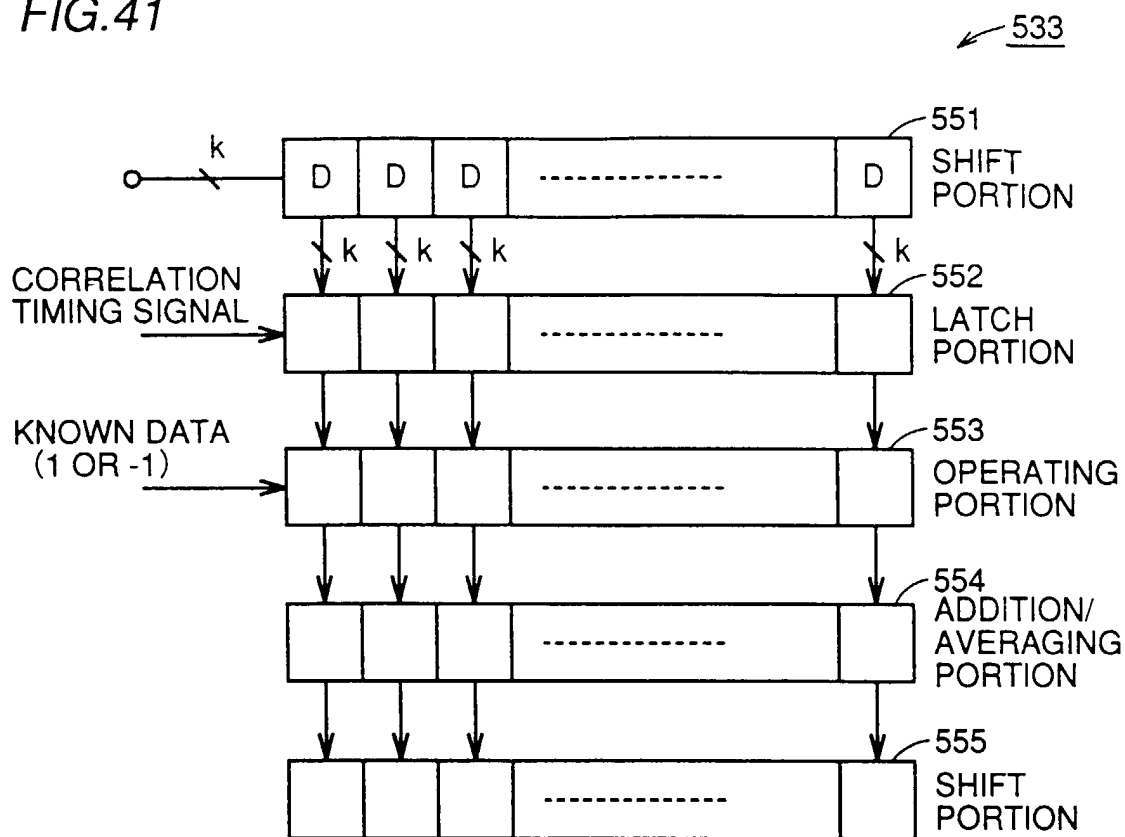 FIG.41
533
551
k
D D D D
SHIFT
PORTION
k k k k
CORRELATION
TIMING SIGNAL
552
LATCH
PORTION
KNOWN DATA
(1 OR -1)
553
OPERATING
PORTION
554
ADDITION/
AVERAGING
PORTION
555
SHIFT
PORTION